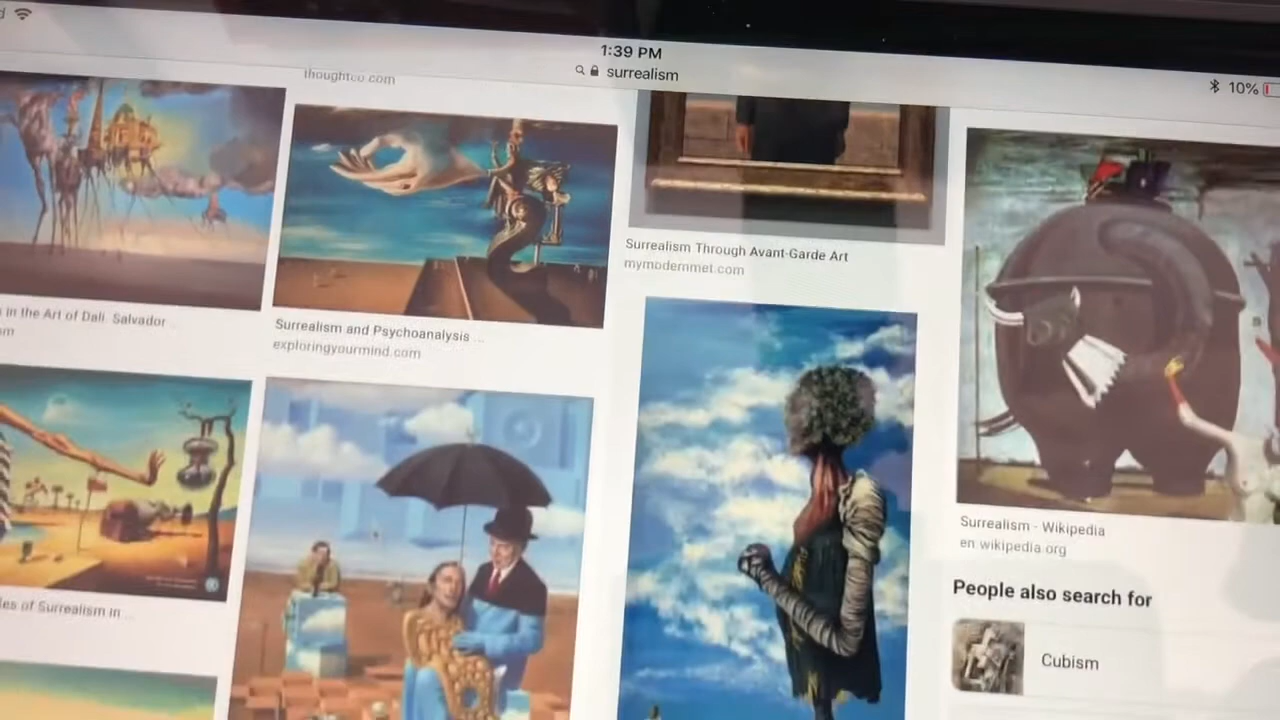 1:39 PM
surrealism
10%
thoughtco.com
in the Art of Dali. Salvador
sm
Surrealism and Psychoanalysis ...
exploringyourmind.com
Surrealism Through Avant-Garde Art
mymodernmet.com
Surrealism - Wikipedia
en.wikipedia.org
les of Surrealism in ...
People also search for
Cubism